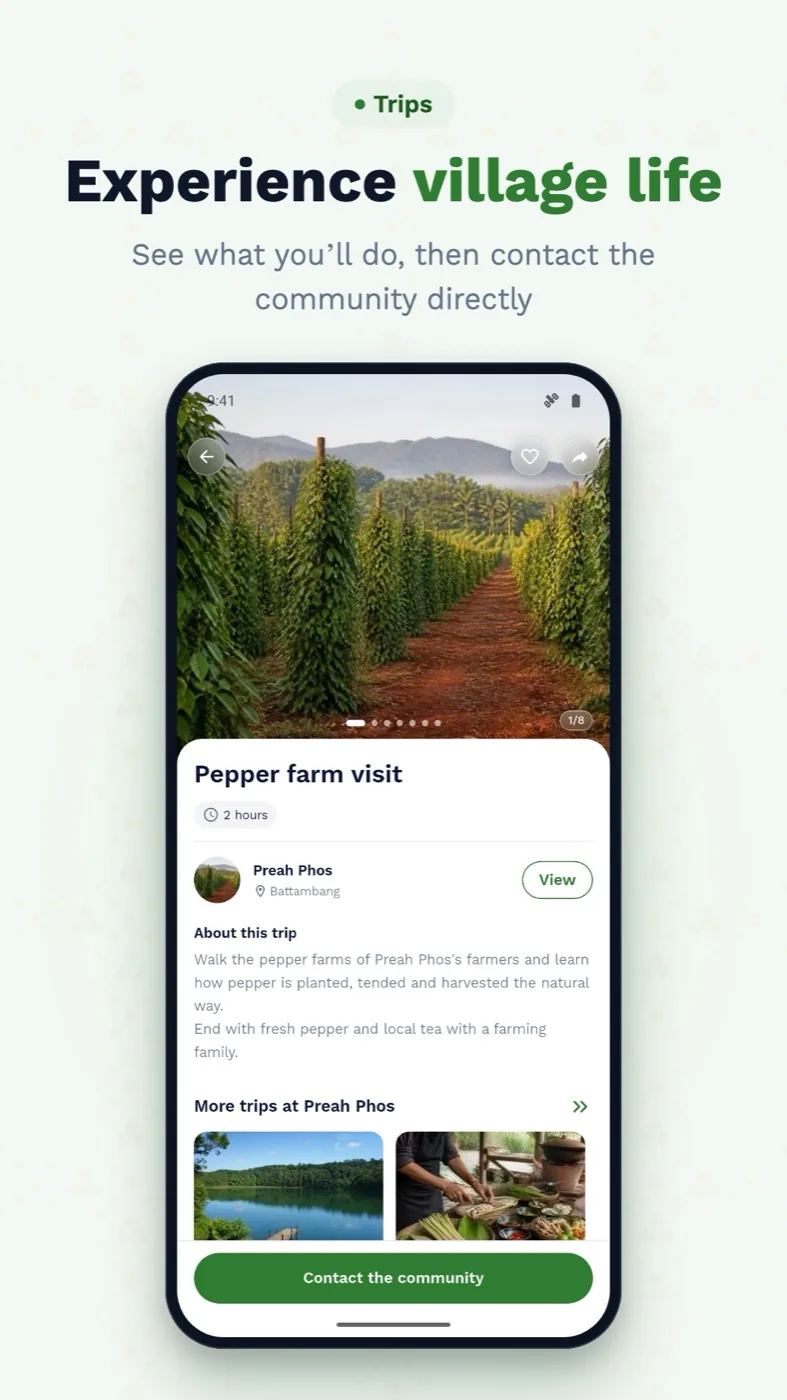 Trips
Experience village life
See what you’ll do, then contact the
community directly
9:41
1/8
Pepper farm visit
2 hours
Preah Phos
Battambang
View
About this trip
Walk the pepper farms of Preah Phos's farmers and learn
how pepper is planted, tended and harvested the natural
way.
End with fresh pepper and local tea with a farming
family.
More trips at Preah Phos
Contact the community